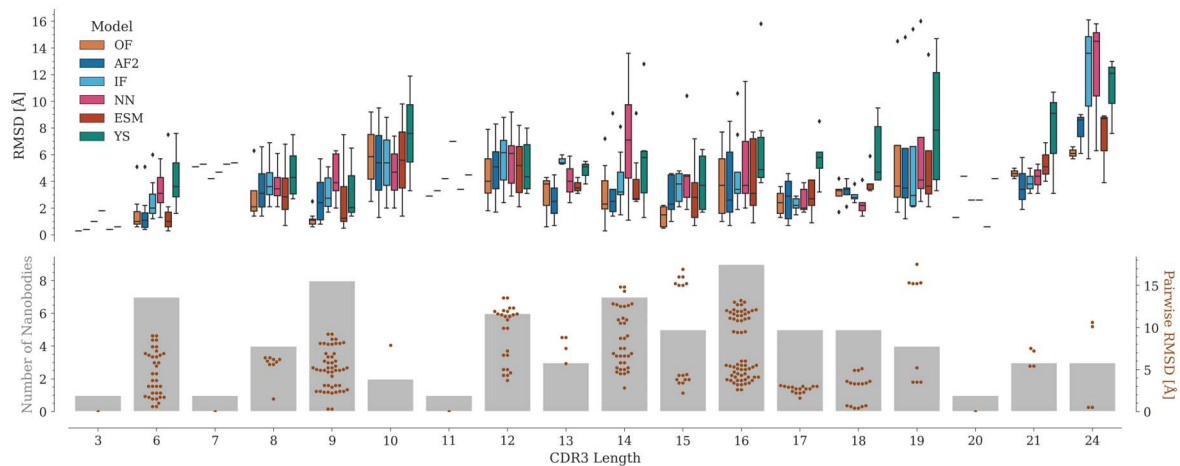 Model
OF
AF2
IF
NN
ESM
YS
RMSD [Å]
16
14
12
10
8
6
4
2
0
Number of Nanobodies
8
6
4
2
0
Pairwise RMSD [Å]
15
10
5
0
3 6 7 8 9 10 11 12 13 14 15 16 17 18 19 20 21 24
CDR3 Length